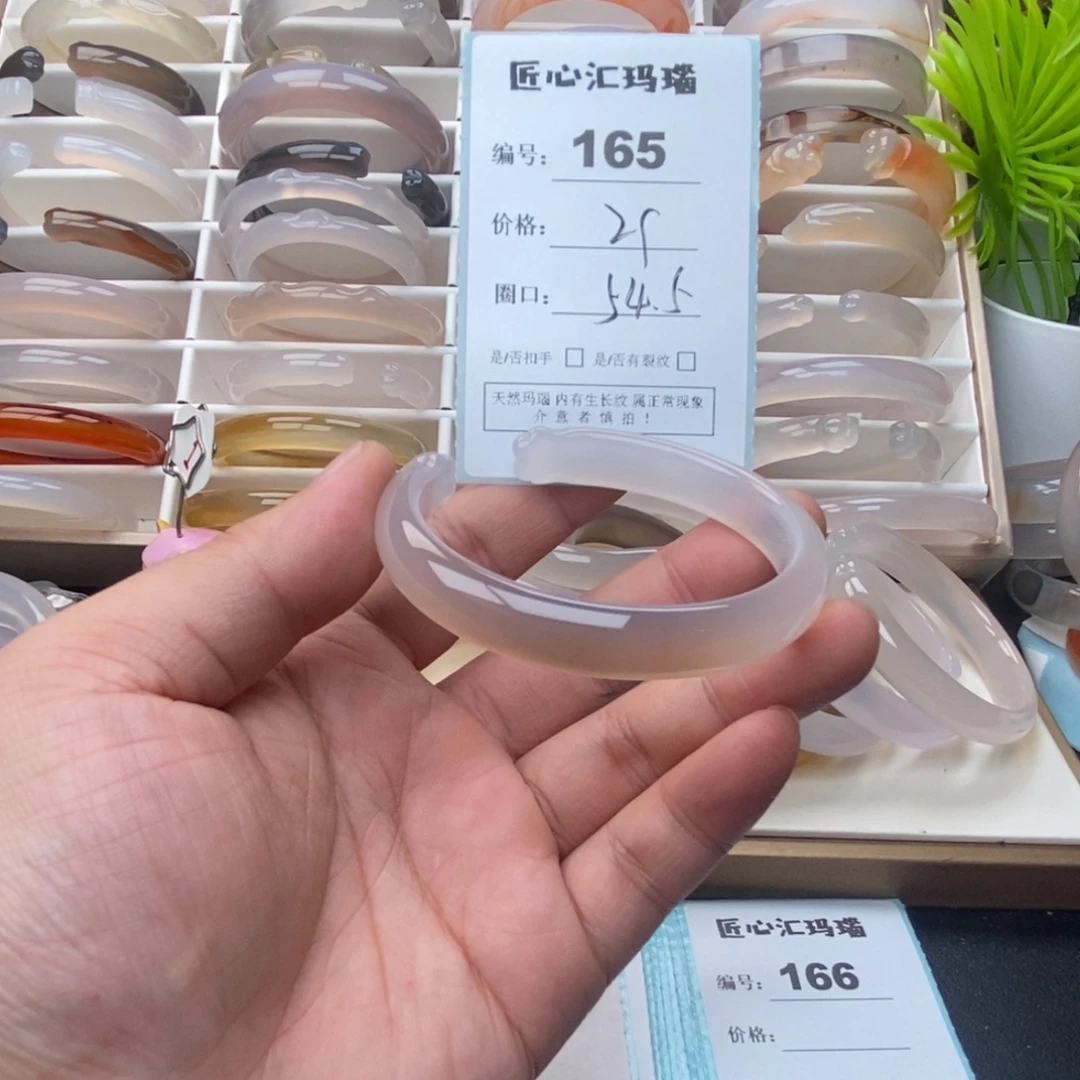 匠心汇玛瑙
编号: 165
价格:
圈口: 54.5
是/否扣手 □ 是/否有裂纹 □
天然玛瑙 内有生长纹 属正常现象
介意者慎拍!
匠心汇玛瑙
编号: 166
价格: